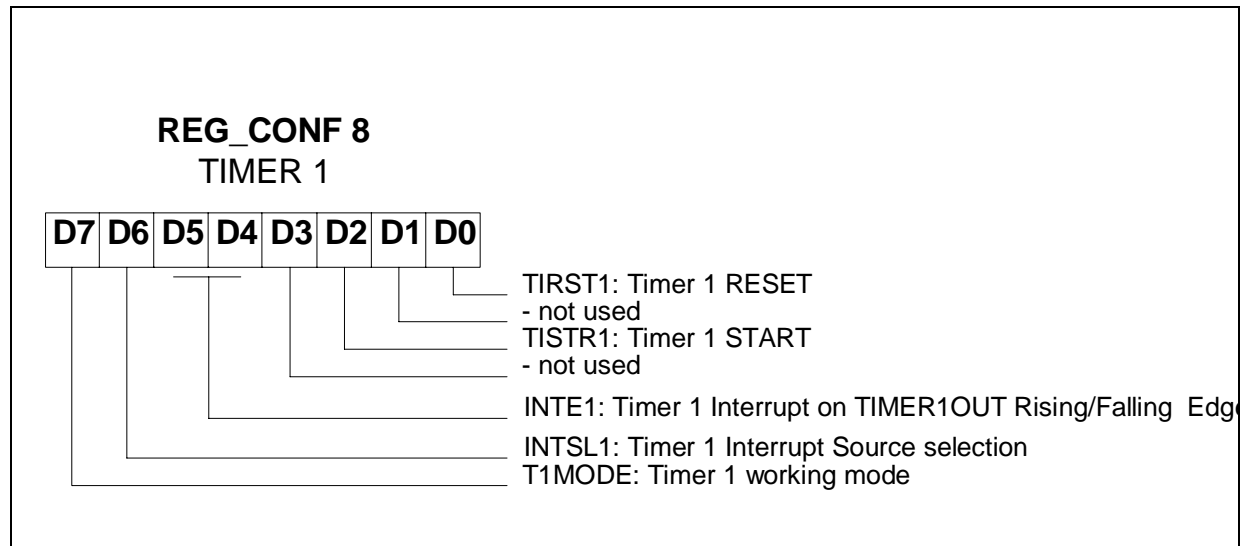 REG_CONF 8
TIMER 1
D7 D6 D5 D4 D3 D2 D1 D0
TIRST1: Timer 1 RESET
- not used
TISTR1: Timer 1 START
- not used
INTE1: Timer 1 Interrupt on TIMER1OUT Rising/Falling Edge
INTSL1: Timer 1 Interrupt Source selection
T1MODE: Timer 1 working mode